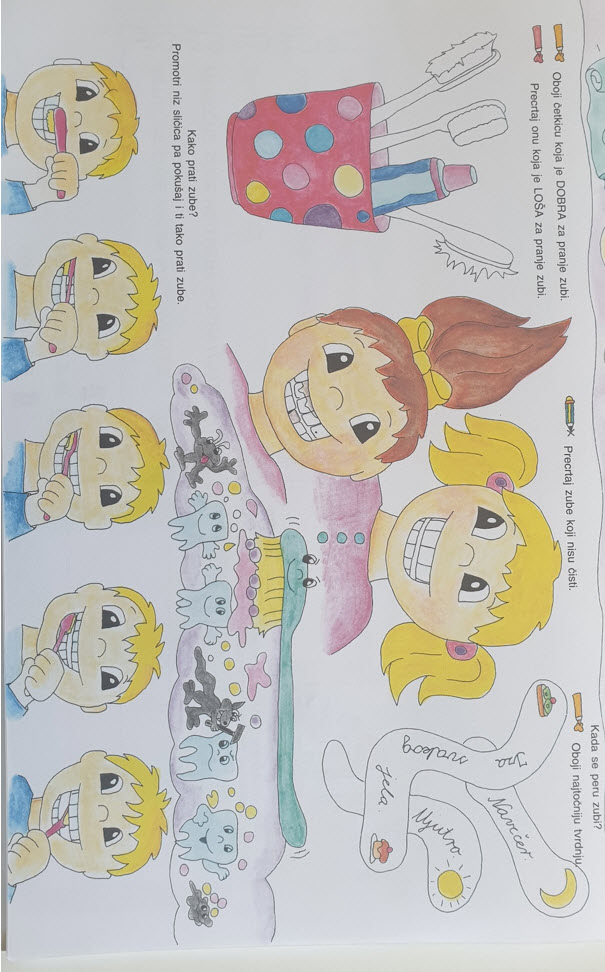 Oboji četkicu koja je DOBRA za pranje zubi.
Precrtaj onu koja je LOŠA za pranje zubi.
Precrtaj zube koji nisu čisti.
Kada se peru zubi?
Oboji najtočniju tvrdnju.
Navičer.
Iza
svakog
jela.
Ujutro.
Kako prati zube?
Promotri niz sličica pa pokušaj i ti tako prati zube.